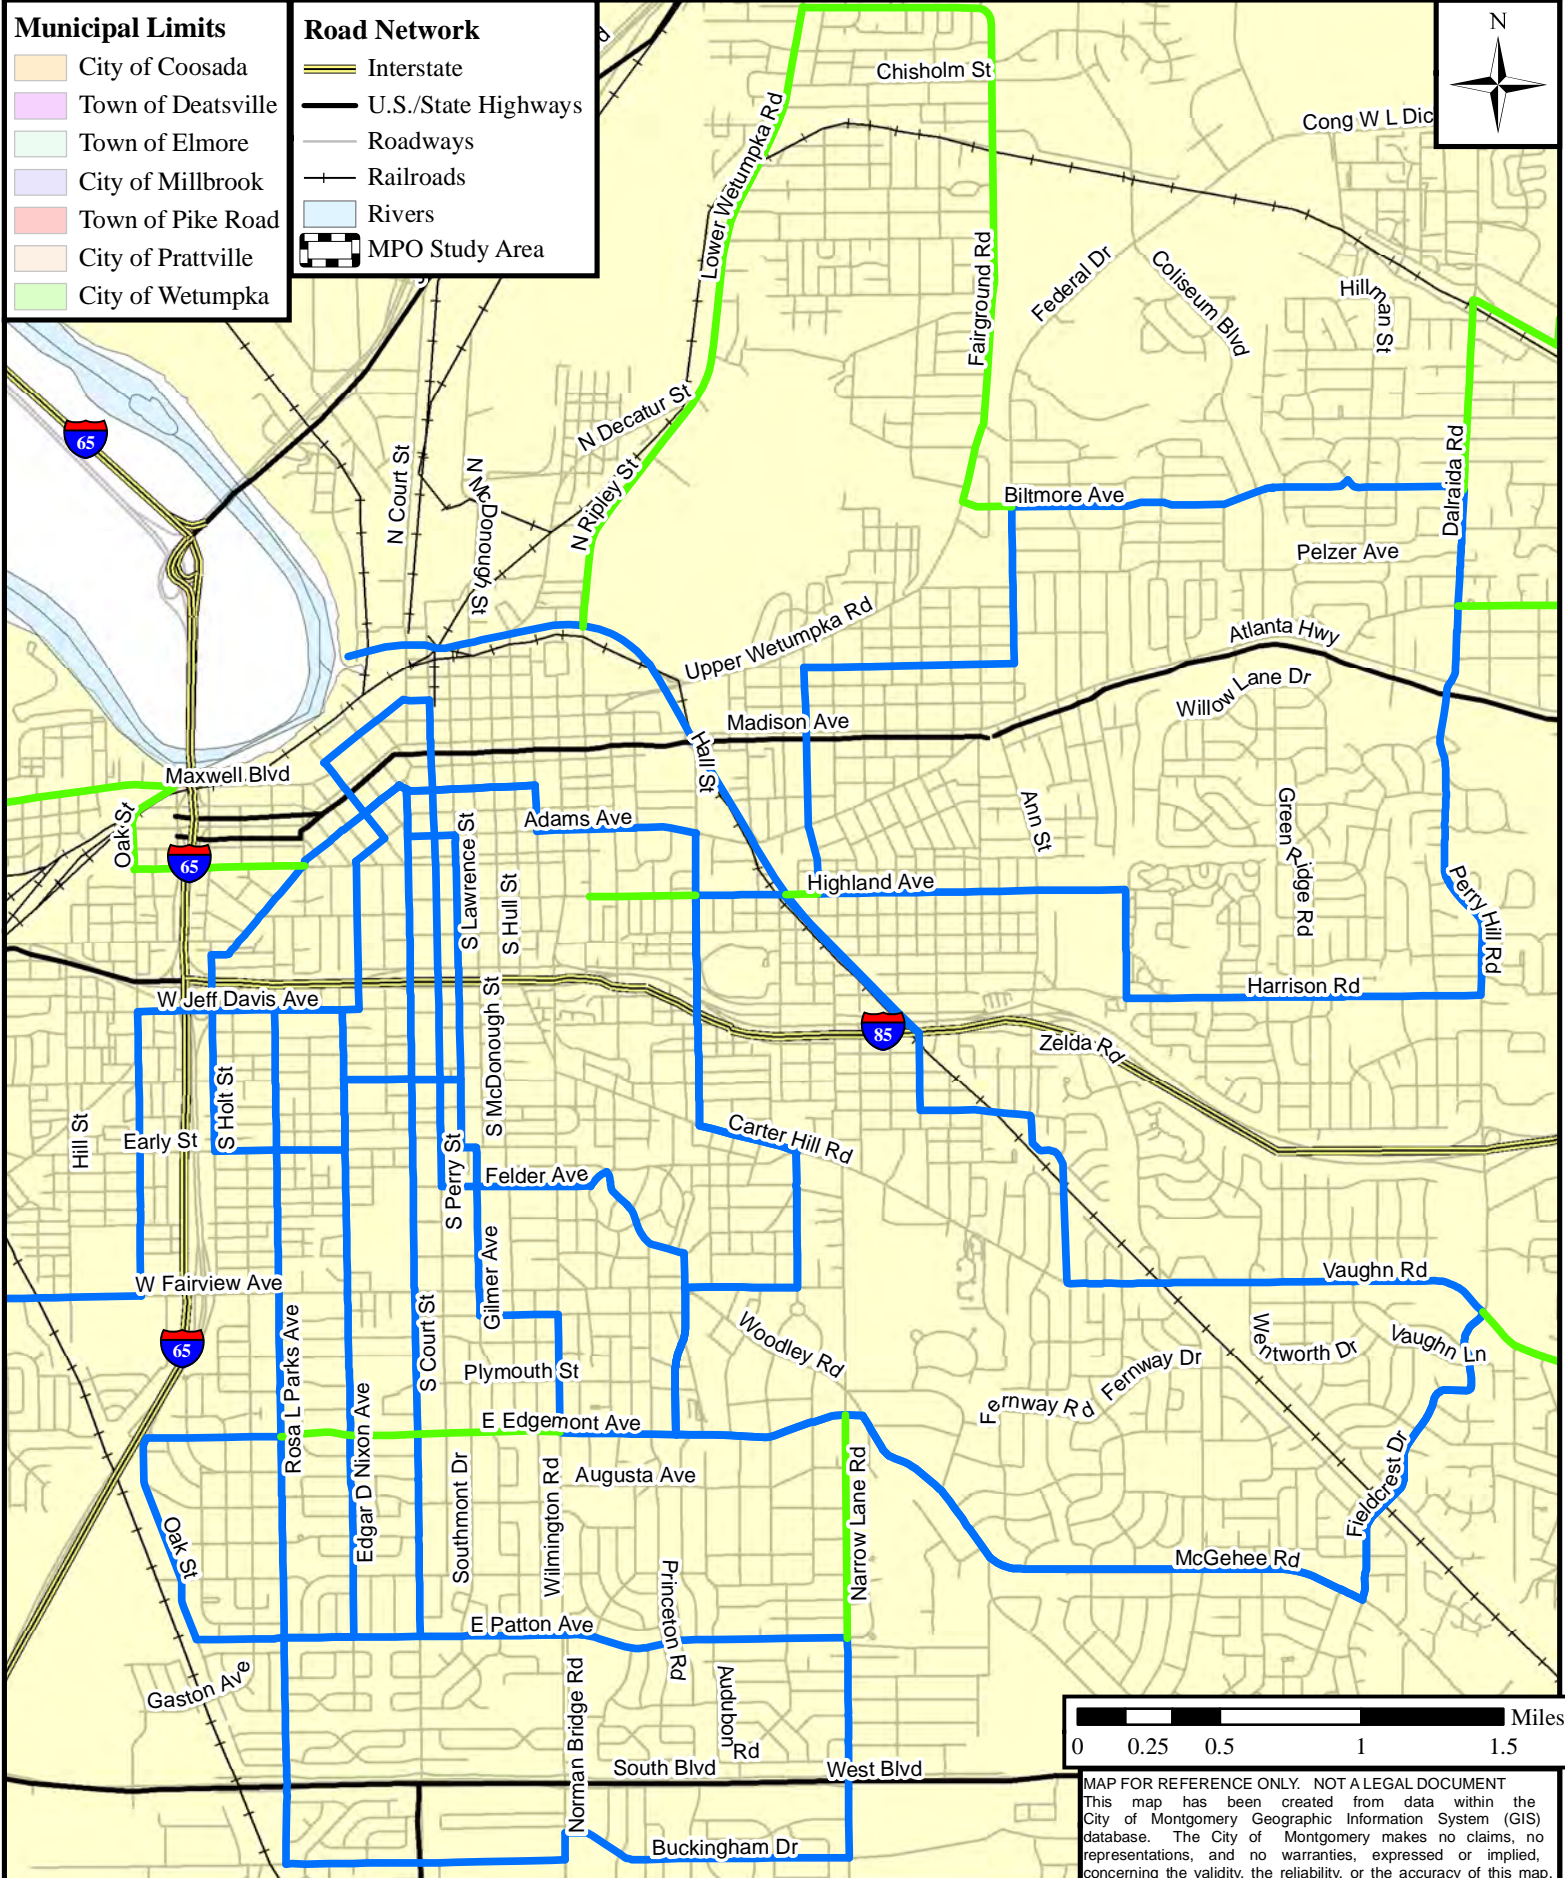 Municipal Limits
City of Coosada
Town of Deatsville
Town of Elmore
City of Millbrook
Town of Pike Road
City of Prattville
City of Wetumpka
Road Network
Interstate
U.S./State Highways
Roadways
Railroads
Rivers
MPO Study Area
N
Chisholm St
Cong W L Dic
Lower Wetumpka Rd
Fairground Rd
Federal Dr
Coliseum Blvd
Hillman St
65
N Decatur St
N Court St
N McDonough St
N Ripley St
Biltmore Ave
Dalraida Rd
Pelzer Ave
Upper Wetumpka Rd
Atlanta Hwy
Willow Lane Dr
Madison Ave
Hall St
Maxwell Blvd
Oak St
65
Adams Ave
Ann St
Green Ridge Rd
S Lawrence St
S Hull St
Highland Ave
Perry Hill Rd
Harrison Rd
W Jeff Davis Ave
S McDonough St
85
Zelda Rd
Hill St
Early St
S Holt St
Carter Hill Rd
S Perry St
Felder Ave
Gilmer Ave
W Fairview Ave
Vaughn Rd
65
Rosa L Parks Ave
S Court St
Woodley Rd
Wentworth Dr
Vaughn Ln
Plymouth St
Fernway Dr
Fernway Rd
Edgar D Nixon Ave
E Edgemont Ave
Southmont Dr
Wilmington Rd
Augusta Ave
Narrow Lane Rd
Fieldcrest Dr
Oak St
McGehee Rd
Princeton Rd
E Patton Ave
Gaston Ave
Norman Bridge Rd
Audubon Rd
South Blvd
West Blvd
Buckingham Dr
Miles
0 0.25 0.5 1 1.5
MAP FOR REFERENCE ONLY. NOT A LEGAL DOCUMENT
This map has been created from data within the
City of Montgomery Geographic Information System (GIS)
database. The City of Montgomery makes no claims, no
representations, and no warranties, expressed or implied,
concerning the validity, the reliability, or the accuracy of this map.